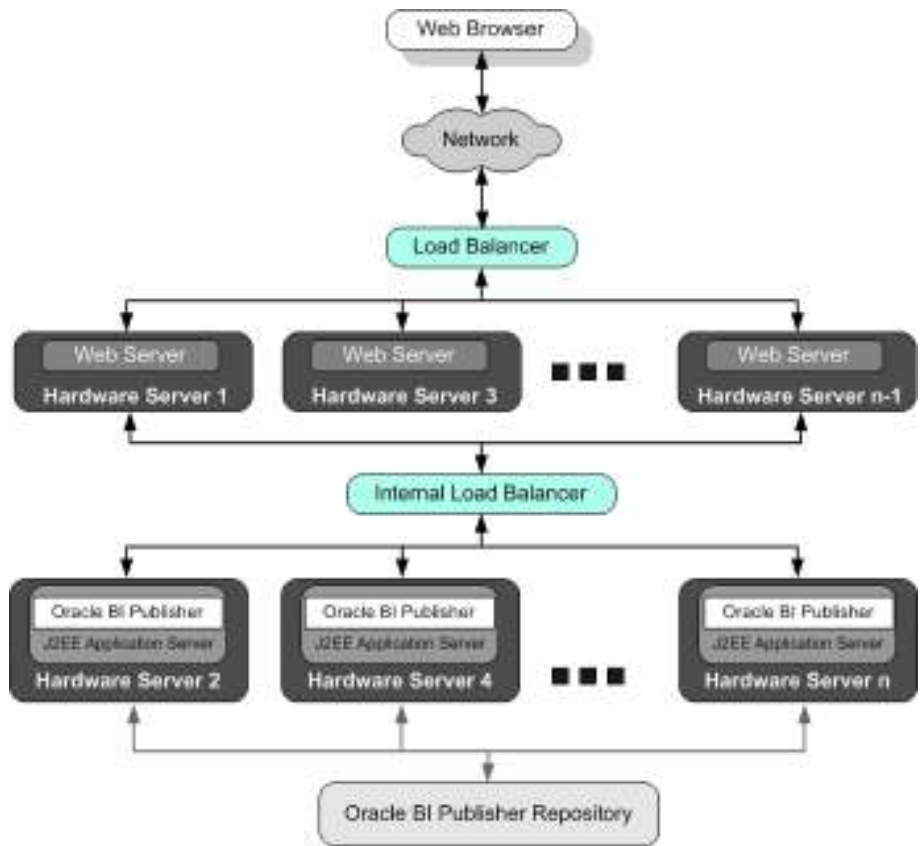 Web Browser
Network
Load Balancer
Web Server
Hardware Server 1
Web Server
Hardware Server 3
Web Server
Hardware Server n-1
Internal Load Balancer
Oracle BI Publisher
J2EE Application Server
Hardware Server 2
Oracle BI Publisher
J2EE Application Server
Hardware Server 4
Oracle BI Publisher
J2EE Application Server
Hardware Server n
Oracle BI Publisher Repository